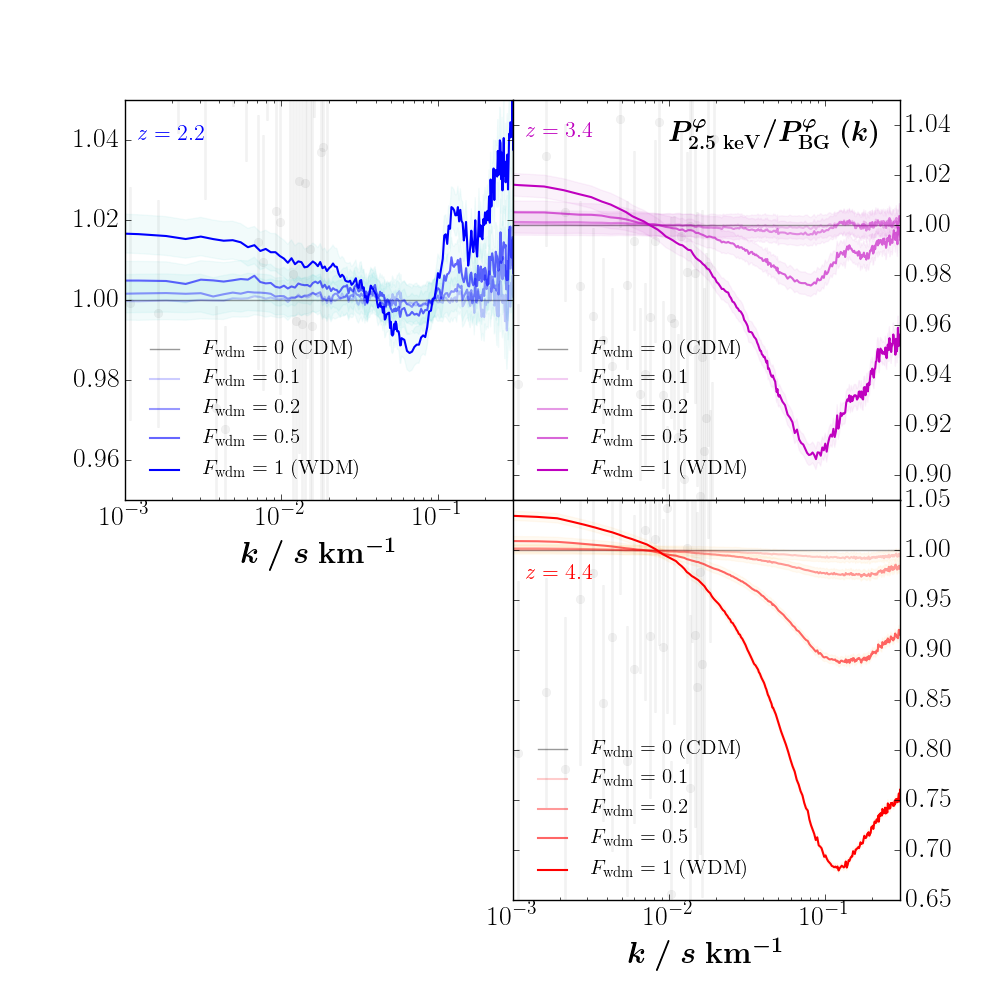 z = 2.2
1.04
1.02
1.00
0.98
0.96
F_wdm = 0 (CDM)
F_wdm = 0.1
F_wdm = 0.2
F_wdm = 0.5
F_wdm = 1 (WDM)
10^−3
10^−2
10^−1
k / s km^−1
z = 3.4
P^φ_2.5 keV/P^φ_BG (k)
1.04
1.02
1.00
0.98
0.96
0.94
0.92
0.90
F_wdm = 0 (CDM)
F_wdm = 0.1
F_wdm = 0.2
F_wdm = 0.5
F_wdm = 1 (WDM)
z = 4.4
1.05
1.00
0.95
0.90
0.85
0.80
0.75
0.70
0.65
F_wdm = 0 (CDM)
F_wdm = 0.1
F_wdm = 0.2
F_wdm = 0.5
F_wdm = 1 (WDM)
10^−3
10^−2
10^−1
k / s km^−1